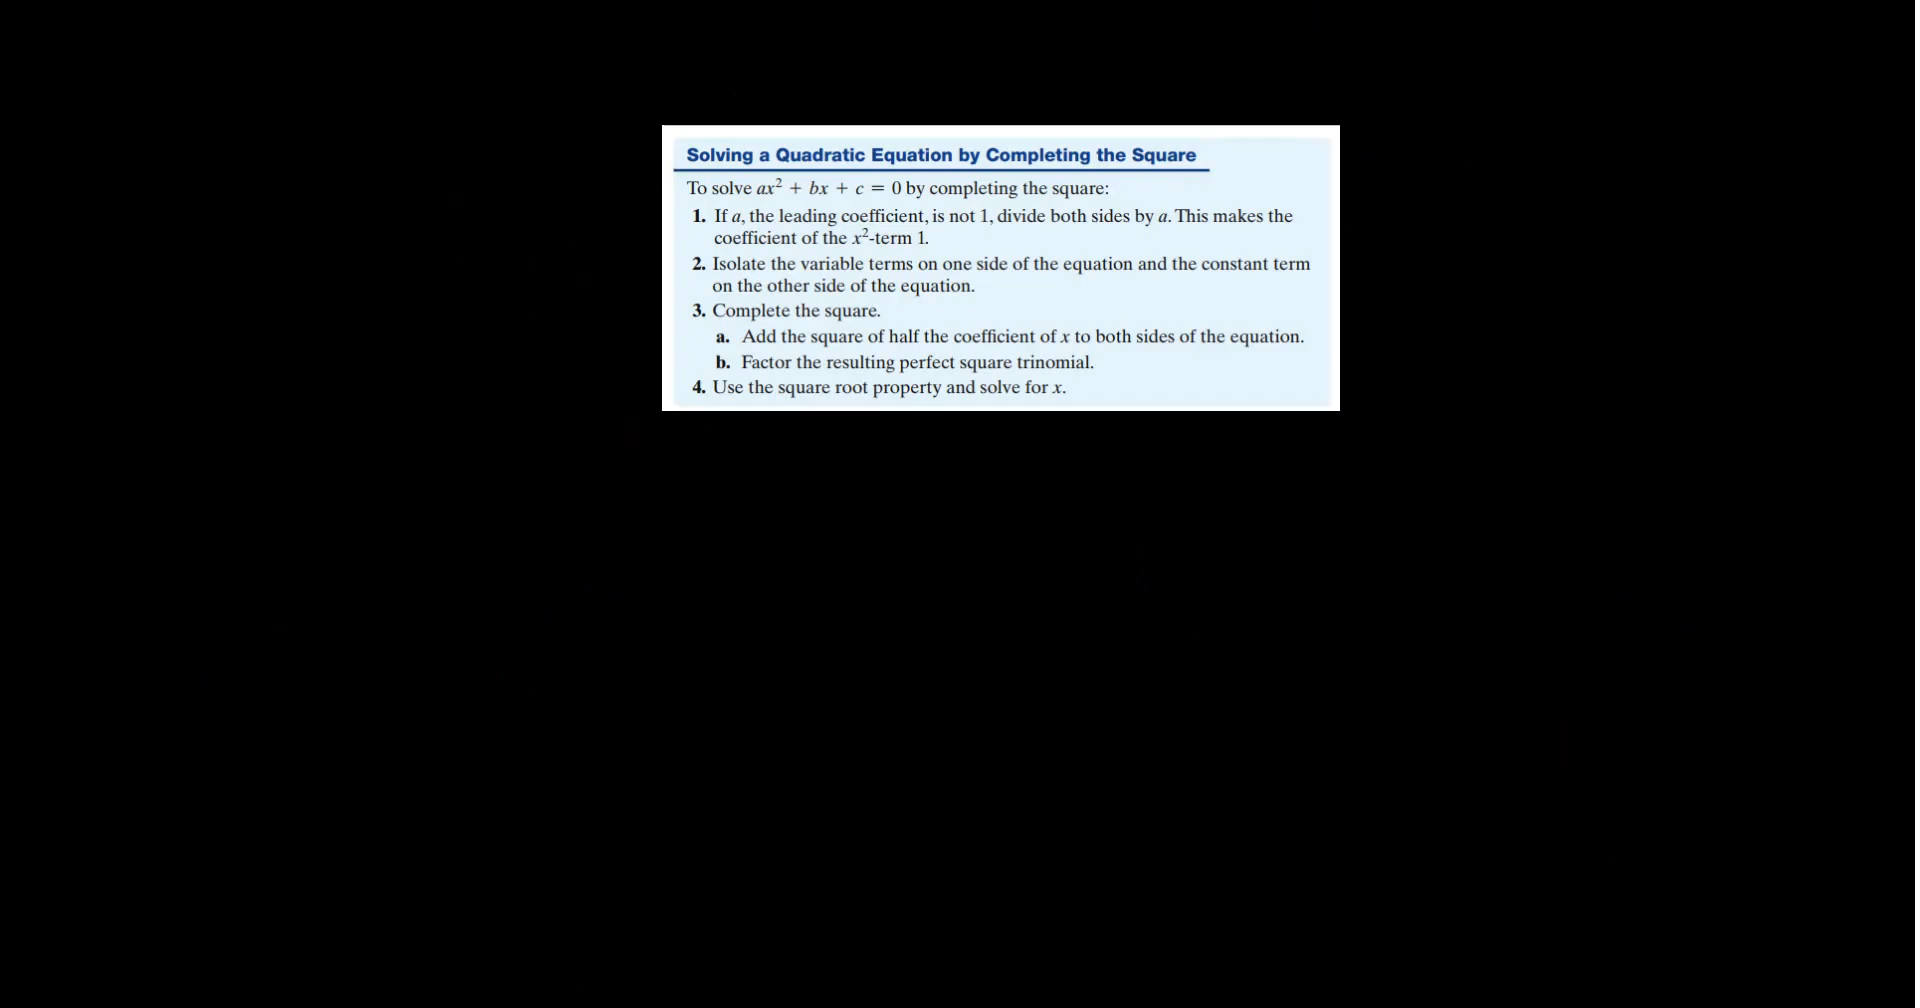 Solving a Quadratic Equation by Completing the Square
To solve ax² + bx + c = 0 by completing the square:
1. If a, the leading coefficient, is not 1, divide both sides by a. This makes the
coefficient of the x²-term 1.
2. Isolate the variable terms on one side of the equation and the constant term
on the other side of the equation.
3. Complete the square.
a. Add the square of half the coefficient of x to both sides of the equation.
b. Factor the resulting perfect square trinomial.
4. Use the square root property and solve for x.